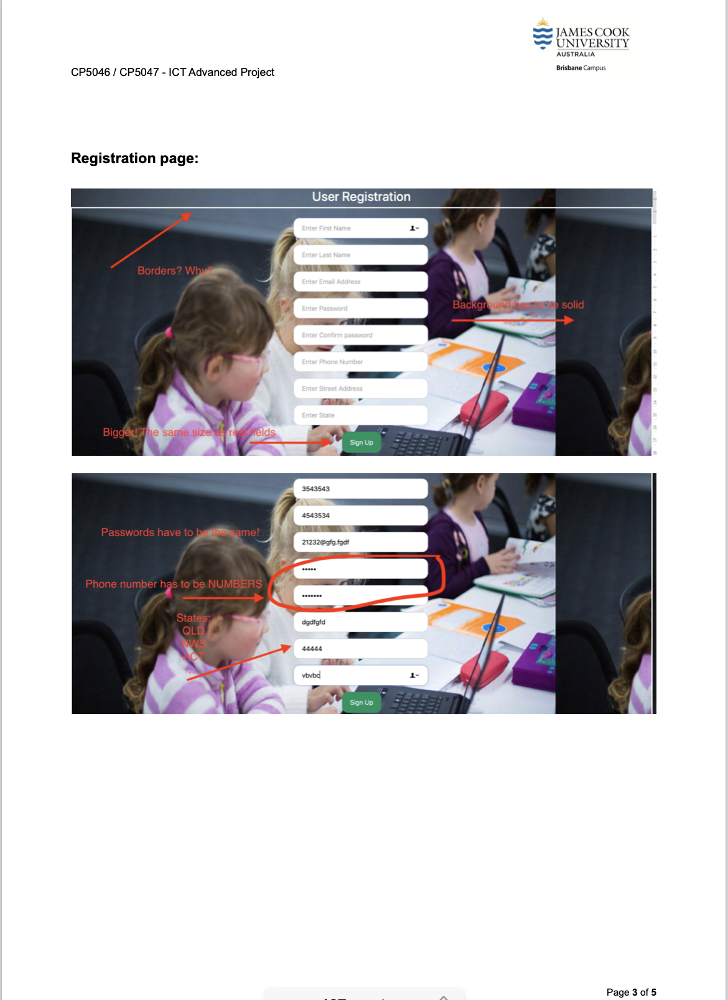 JAMES COOK
UNIVERSITY
AUSTRALIA
Brisbane Campus
CP5046 / CP5047 - ICT Advanced Project
Registration page:
User Registration
Enter First Name
Borders? Why?
Enter Last Name
Enter Email Address
Enter Password
Background has to be solid
Enter Confirm password
Enter Phone Number
Enter Street Address
Enter State
Bigger! The same size as rest fields
Sign Up
3543543
4543534
Passwords have to be the same!
21232@gfg.fgdf
•••••
Phone number has to be NUMBERS
•••••••
States:
QLD
NWS
ACT
...
dgdfgfd
44444
vbvbc
Sign Up
Page 3 of 5